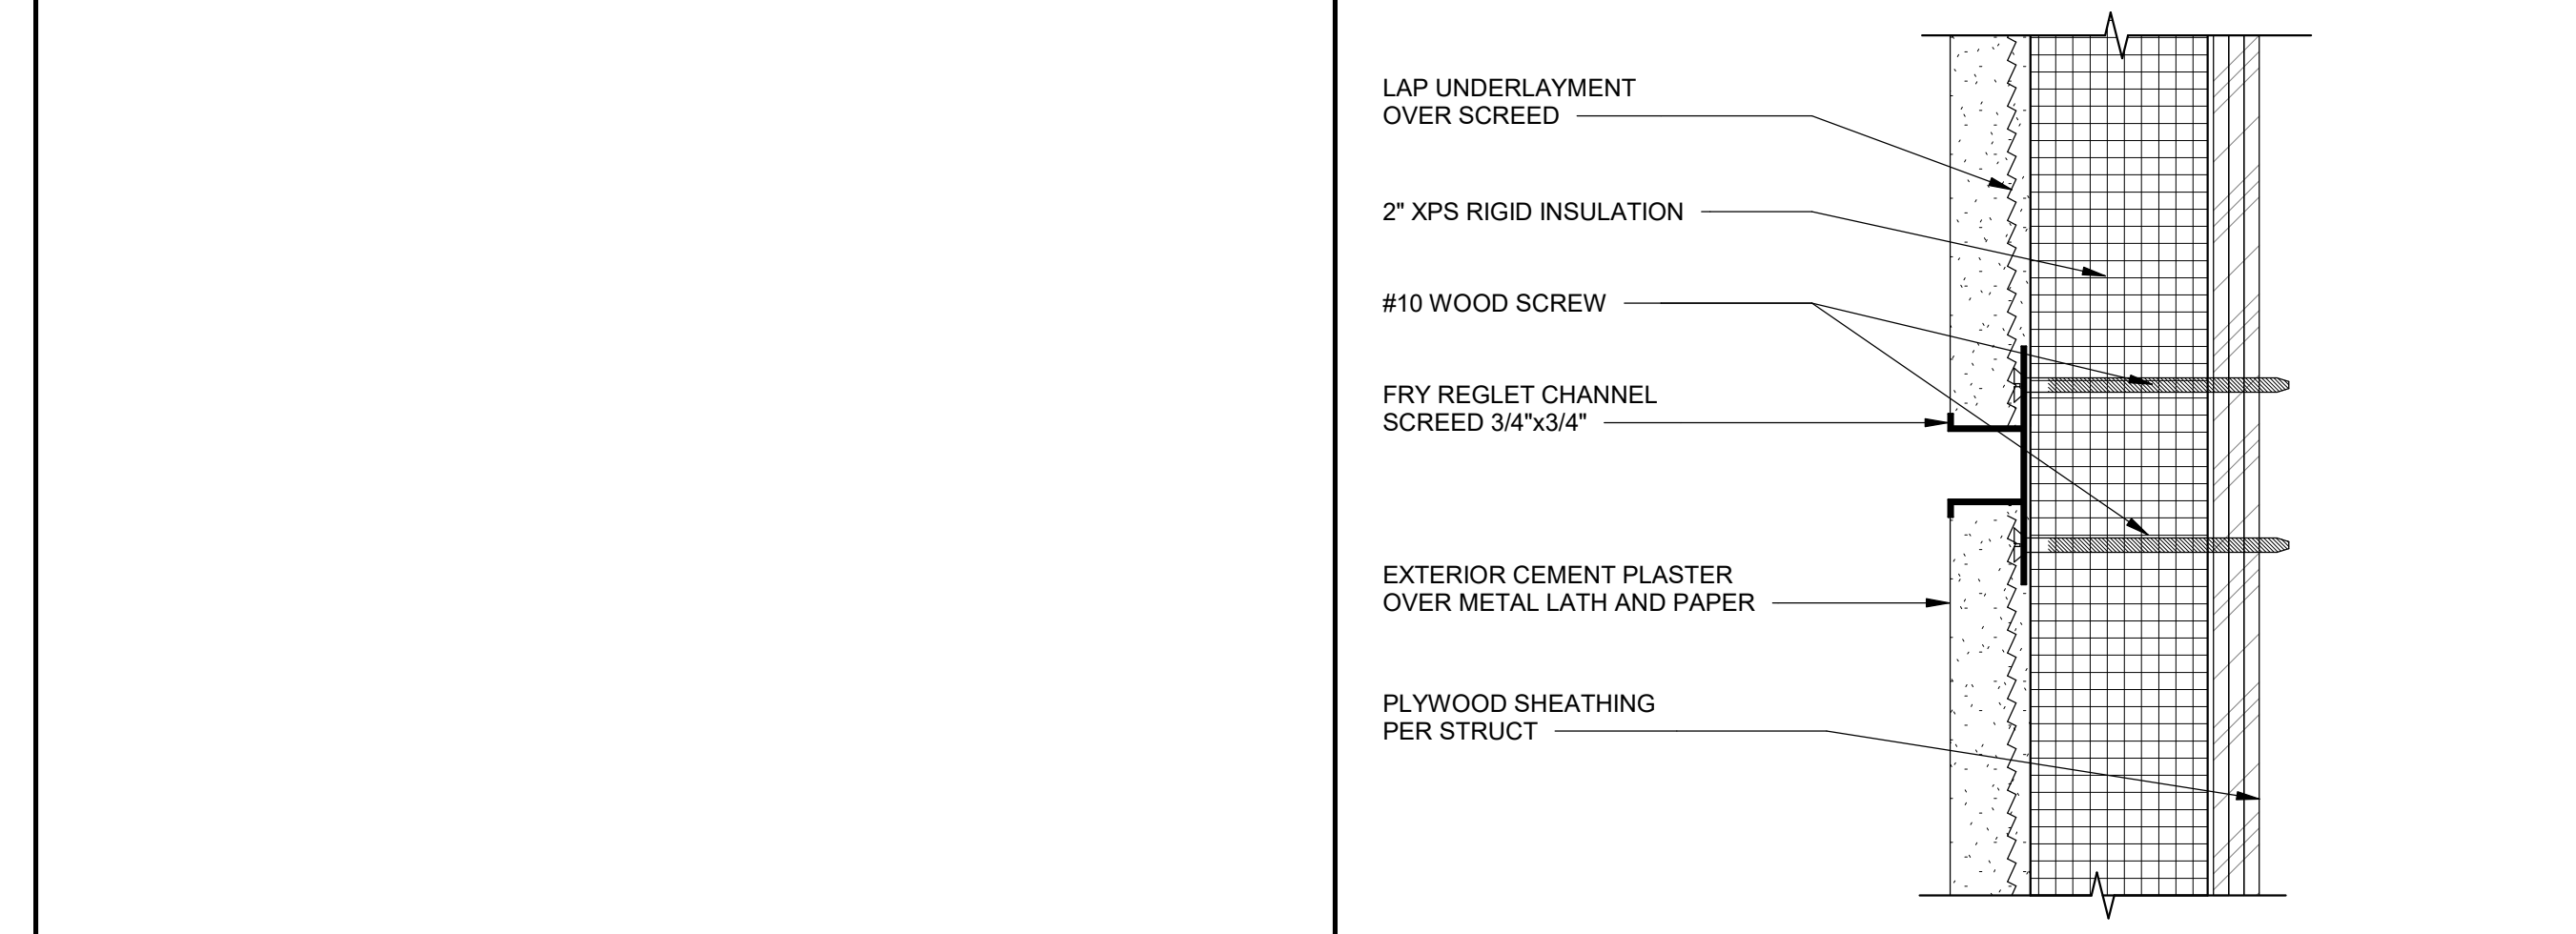 LAP UNDERLAYMENT
OVER SCREED
2" XPS RIGID INSULATION
#10 WOOD SCREW
FRY REGLET CHANNEL
SCREED 3/4"x3/4"
EXTERIOR CEMENT PLASTER
OVER METAL LATH AND PAPER
PLYWOOD SHEATHING
PER STRUCT